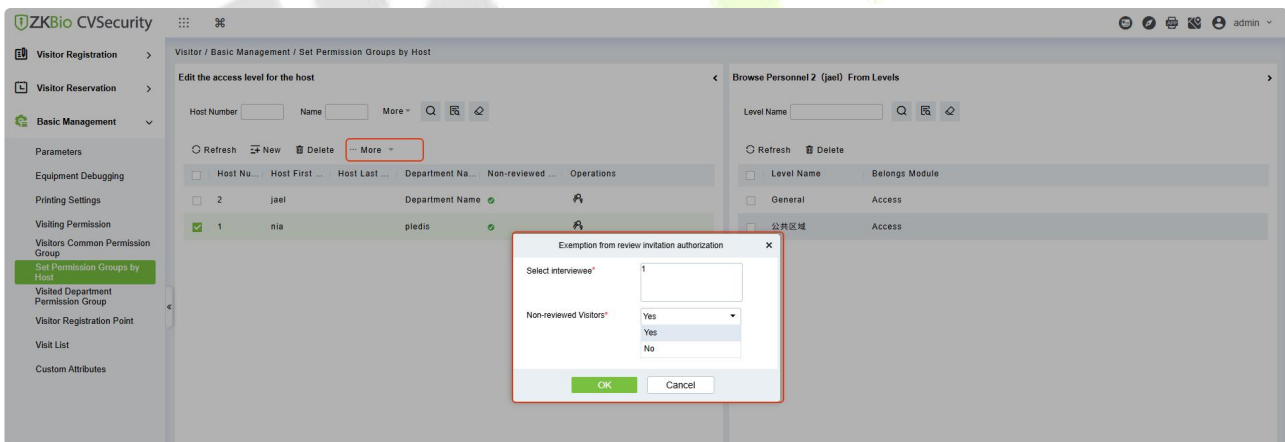 ZKBio CVSecurity
admin
Visitor Registration
Visitor Reservation
Basic Management
Parameters
Equipment Debugging
Printing Settings
Visiting Permission
Visitors Common Permission
Group
Set Permission Groups by
Host
Visited Department
Permission Group
Visitor Registration Point
Visit List
Custom Attributes
Visitor / Basic Management / Set Permission Groups by Host
Edit the access level for the host
Host Number Name More
Refresh New Delete ··· More
Host Nu... Host First ... Host Last ... Department Na... Non-reviewed ... Operations
2 jael Department Name
1 nia pledis
Browse Personnel 2 (jael) From Levels
Level Name
Refresh Delete
Level Name Belongs Module
General Access
公共区域 Access
Exemption from review invitation authorization
Select interviewee* 1
Non-reviewed Visitors* Yes
Yes
No
OK Cancel